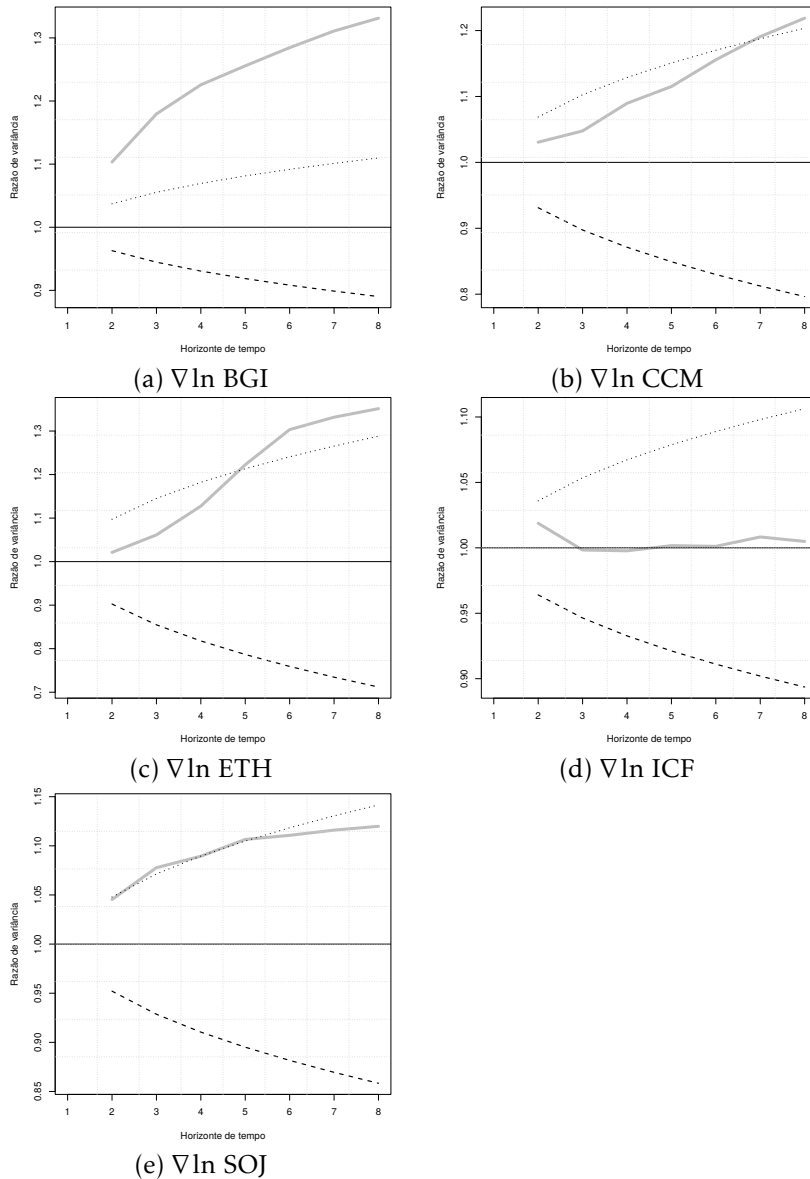 Razão de variância
1.3
1.2
1.1
1.0
0.9
1 2 3 4 5 6 7 8
Horizonte de tempo
(a) ∇ln BGI
Razão de variância
1.2
1.1
1.0
0.9
0.8
1 2 3 4 5 6 7 8
Horizonte de tempo
(b) ∇ln CCM
Razão de variância
1.3
1.2
1.1
1.0
0.9
0.8
0.7
1 2 3 4 5 6 7 8
Horizonte de tempo
(c) ∇ln ETH
Razão de variância
1.10
1.05
1.00
0.95
0.90
1 2 3 4 5 6 7 8
Horizonte de tempo
(d) ∇ln ICF
Razão de variância
1.15
1.10
1.05
1.00
0.95
0.90
0.85
1 2 3 4 5 6 7 8
Horizonte de tempo
(e) ∇ln SOJ